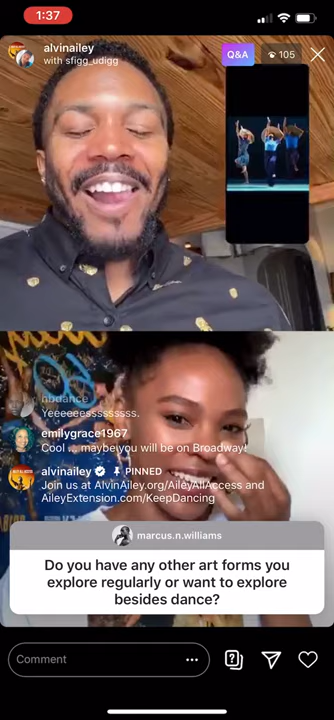 1:37
alvinailey
with sfigg_udigg
Q&A
105
nbdance
Yeeeeeesssssssss.
emilygrace1967
Cool ... maybe you will be on Broadway!
alvinailey PINNED
Join us at AlvinAiley.org/AileyAllAccess and
AileyExtension.com/KeepDancing
marcus.n.williams
Do you have any other art forms you
explore regularly or want to explore
besides dance?
Comment